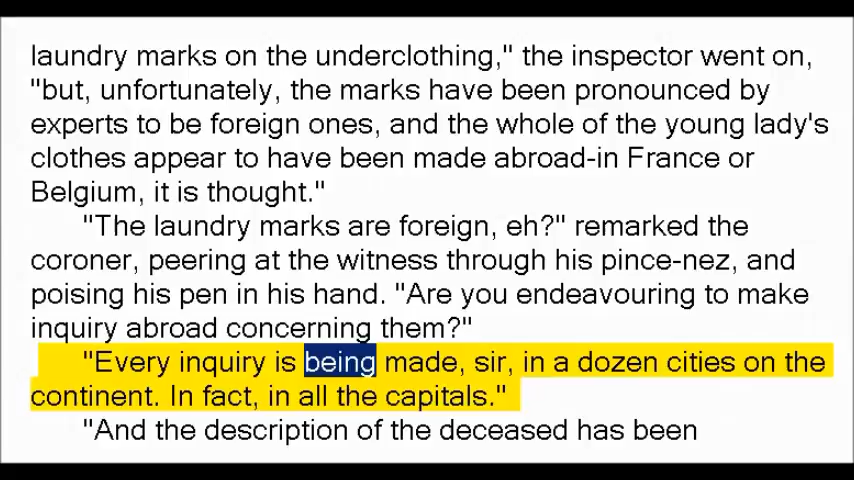 laundry marks on the underclothing," the inspector went on,
"but, unfortunately, the marks have been pronounced by
experts to be foreign ones, and the whole of the young lady's
clothes appear to have been made abroad-in France or
Belgium, it is thought."
"The laundry marks are foreign, eh?" remarked the
coroner, peering at the witness through his pince-nez, and
poising his pen in his hand. "Are you endeavouring to make
inquiry abroad concerning them?"
"Every inquiry is being made, sir, in a dozen cities on the
continent. In fact, in all the capitals."
"And the description of the deceased has been